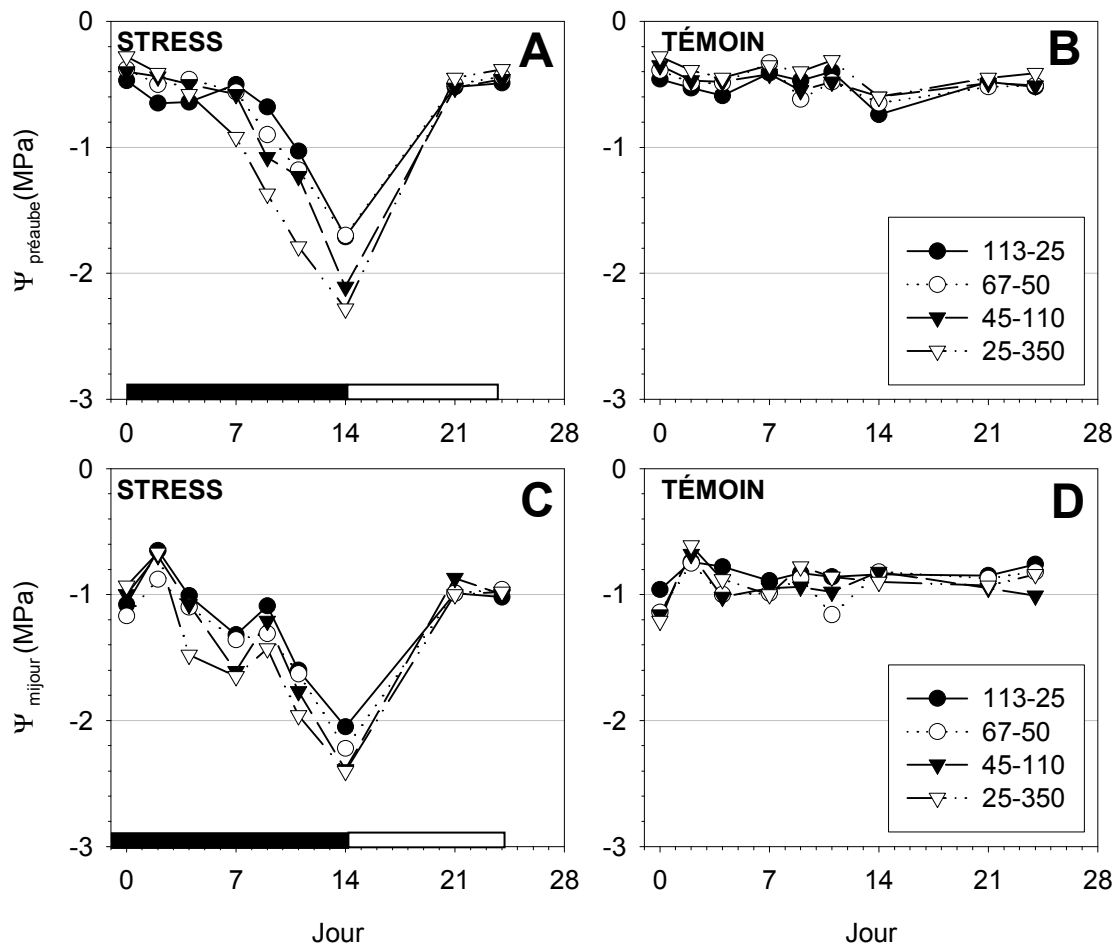 STRESS
A
0
-1
-2
-3
Ψ préaube (MPa)
0 7 14 21 28
TÉMOIN
B
0
-1
-2
-3
113-25
67-50
45-110
25-350
0 7 14 21 28
STRESS
C
0
-1
-2
-3
Ψ mijour (MPa)
0 7 14 21 28
Jour
TÉMOIN
D
0
-1
-2
-3
113-25
67-50
45-110
25-350
0 7 14 21 28
Jour